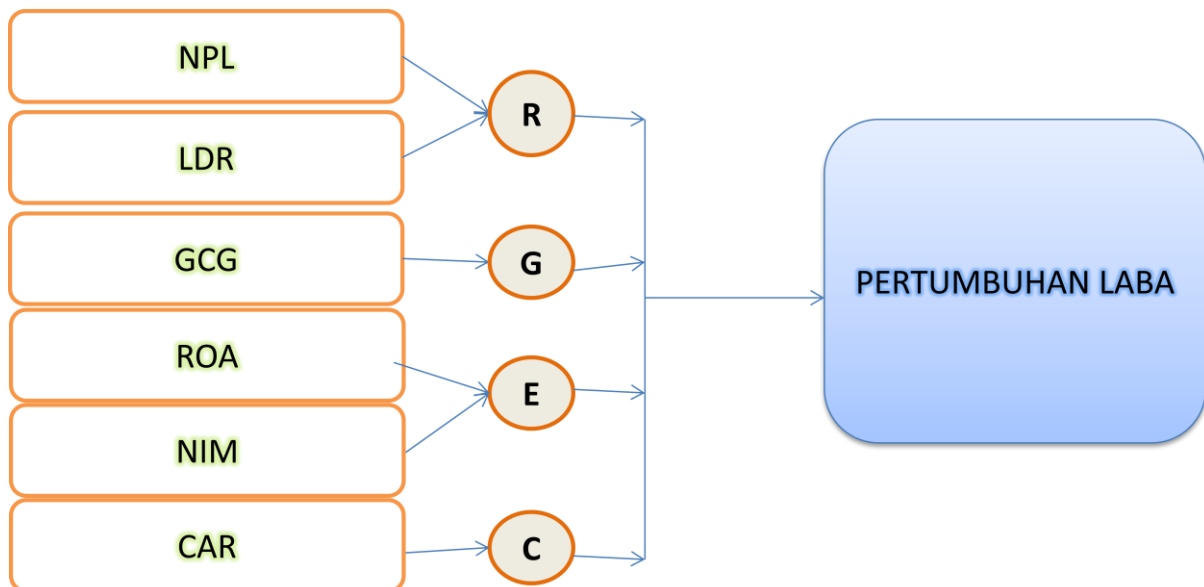 NPL
LDR
GCG
ROA
NIM
CAR
R
G
E
C
PERTUMBUHAN LABA